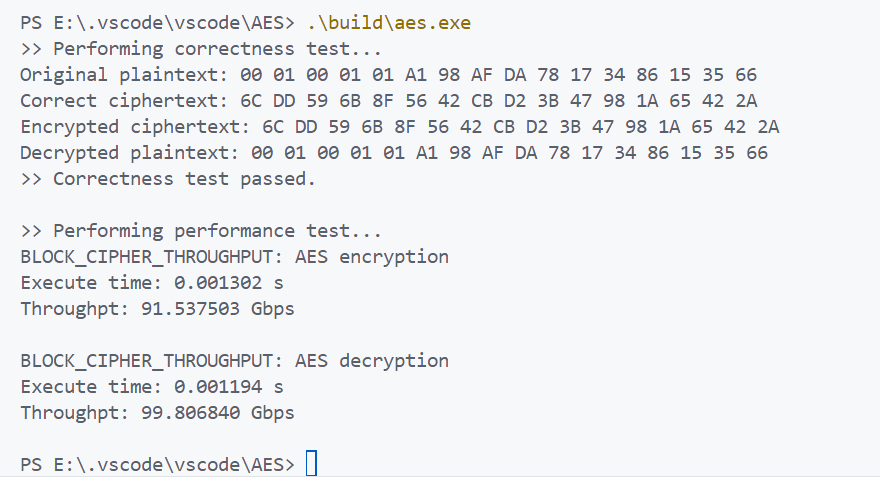 PS E:\.vscode\vscode\AES> .\build\aes.exe
>> Performing correctness test...
Original plaintext: 00 01 00 01 01 A1 98 AF DA 78 17 34 86 15 35 66
Correct ciphertext: 6C DD 59 6B 8F 56 42 CB D2 3B 47 98 1A 65 42 2A
Encrypted ciphertext: 6C DD 59 6B 8F 56 42 CB D2 3B 47 98 1A 65 42 2A
Decrypted plaintext: 00 01 00 01 01 A1 98 AF DA 78 17 34 86 15 35 66
>> Correctness test passed.
>> Performing performance test...
BLOCK_CIPHER_THROUGHPUT: AES encryption
Execute time: 0.001302 s
Throughpt: 91.537503 Gbps
BLOCK_CIPHER_THROUGHPUT: AES decryption
Execute time: 0.001194 s
Throughpt: 99.806840 Gbps
PS E:\.vscode\vscode\AES>